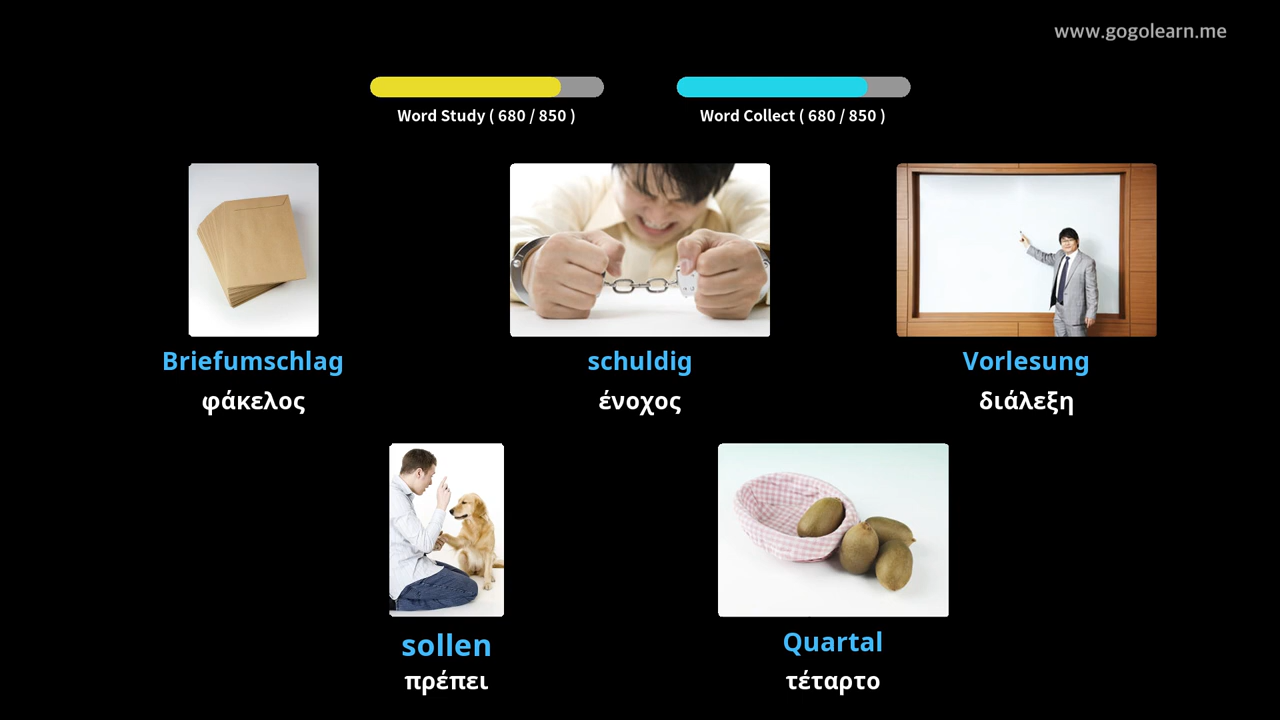 www.gogolearn.me
Word Study ( 680 / 850 )
Word Collect ( 680 / 850 )
Briefumschlag
φάκελος
schuldig
ένοχος
Vorlesung
διάλεξη
sollen
πρέπει
Quartal
τέταρτο